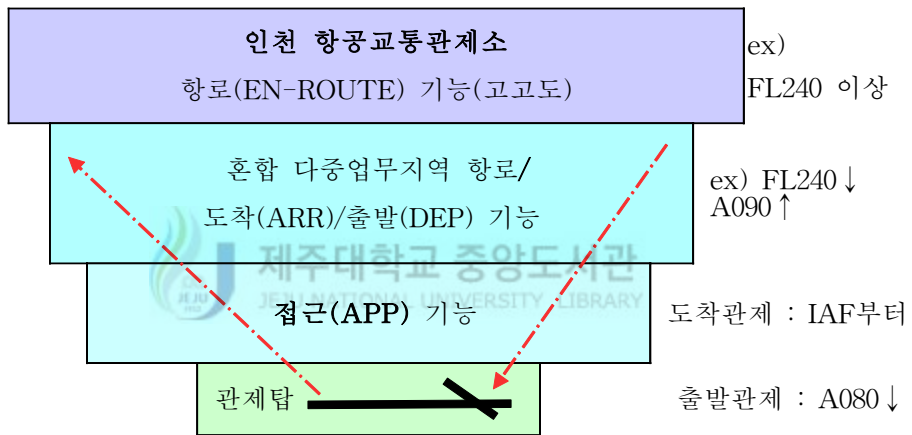 인천 항공교통관제소
항로(EN-ROUTE) 기능(고고도)
ex)
FL240 이상
혼합 다중업무지역 항로/
도착(ARR)/출발(DEP) 기능
ex) FL240↓
A090↑
제주대학교 중앙도서관
JEJU NATIONAL UNIVERSITY LIBRARY
JEJU
접근(APP) 기능
도착관제 : IAF부터
관제탑
출발관제 : A080↓